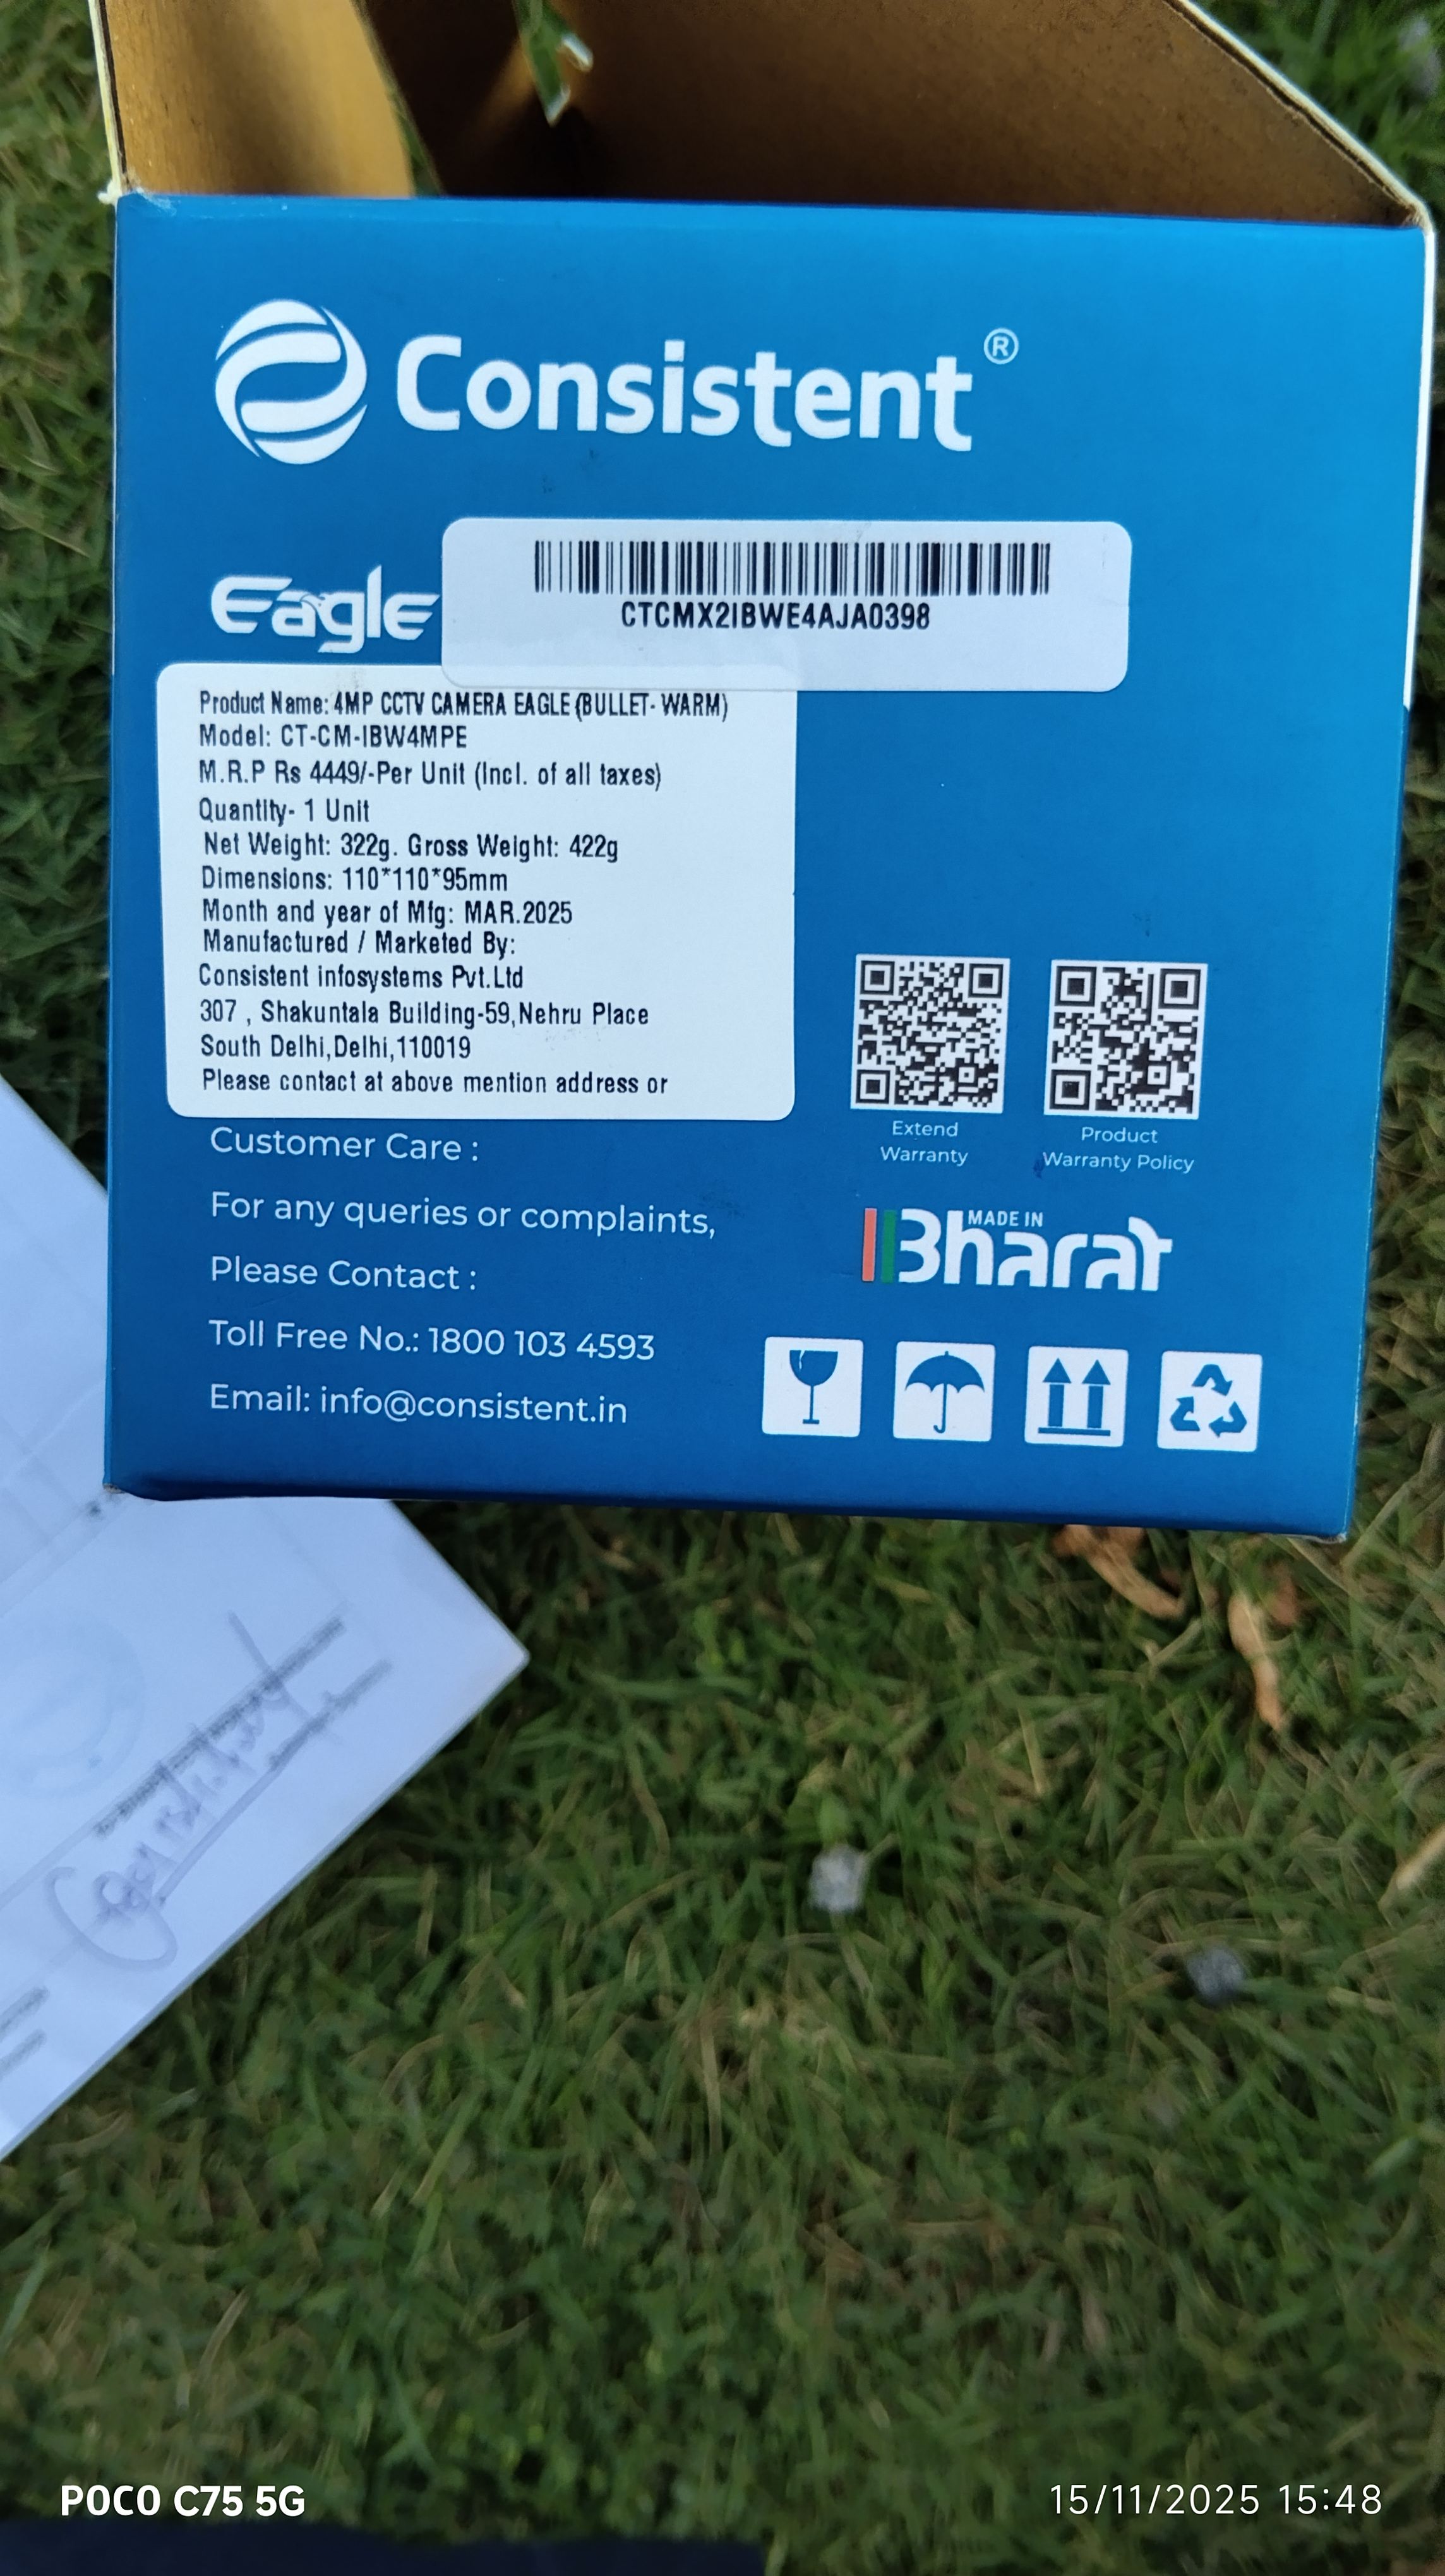 Consistent®
Eagle
CTCMX2IBWE4AJA0398
Product Name: 4MP CCTV CAMERA EAGLE (BULLET- WARM)
Model: CT-CM-IBW4MPE
M.R.P Rs 4449/-Per Unit (Incl. of all taxes)
Quantity- 1 Unit
Net Weight: 322g. Gross Weight: 422g
Dimensions: 110*110*95mm
Month and year of Mfg: MAR.2025
Manufactured / Marketed By:
Consistent infosystems Pvt.Ltd
307 , Shakuntala Building-59,Nehru Place
South Delhi,Delhi,110019
Please contact at above mention address or
Customer Care :
For any queries or complaints,
Please Contact :
Toll Free No.: 1800 103 4593
Email: info@consistent.in
Extend
Warranty
Product
Warranty Policy
MADE IN
Bharat
POCO C75 5G
15/11/2025 15:48